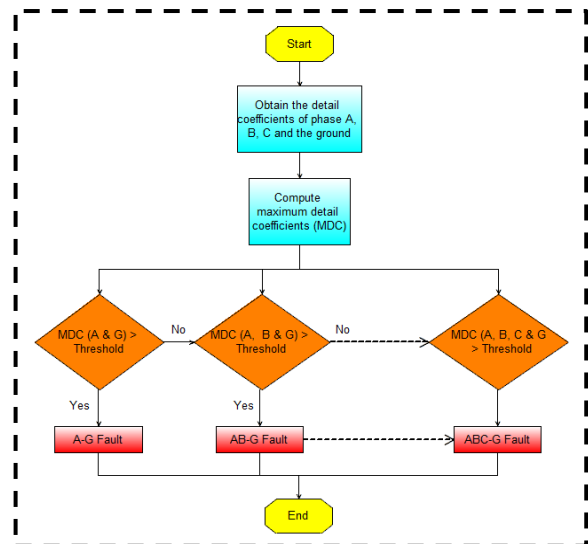 Start
Obtain the detail
coefficients of phase A,
B, C and the ground
Compute
maximum detail
coefficients (MDC)
MDC (A & G) >
Threshold
No
MDC (A, B & G) >
Threshold
No
MDC (A, B, C & G
> Threshold
Yes
Yes
A-G Fault
AB-G Fault
ABC-G Fault
End